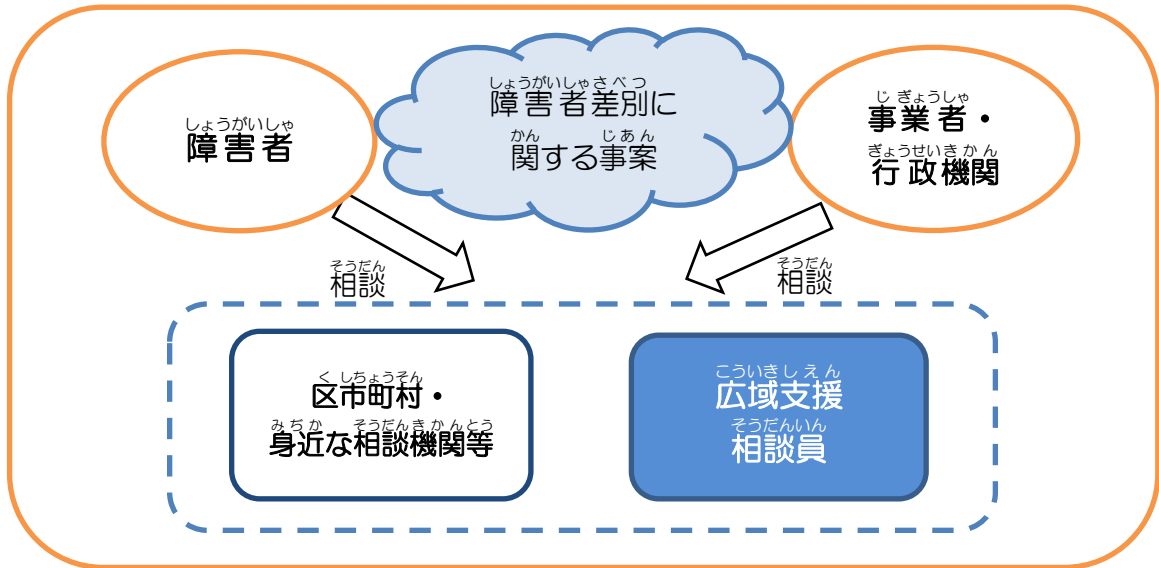 しょうがいしゃ
障害者
しょうがいしゃさべつ
障害者差別に
かん じあん
関する事案
じぎょうしゃ
事業者・
ぎょうせいきかん
行政機関
そうだん
相談
そうだん
相談
くしちょうそん
区市町村・
みぢか そうだんきかんとう
身近な相談機関等
こういきしえん
広域支援
そうだんいん
相談員